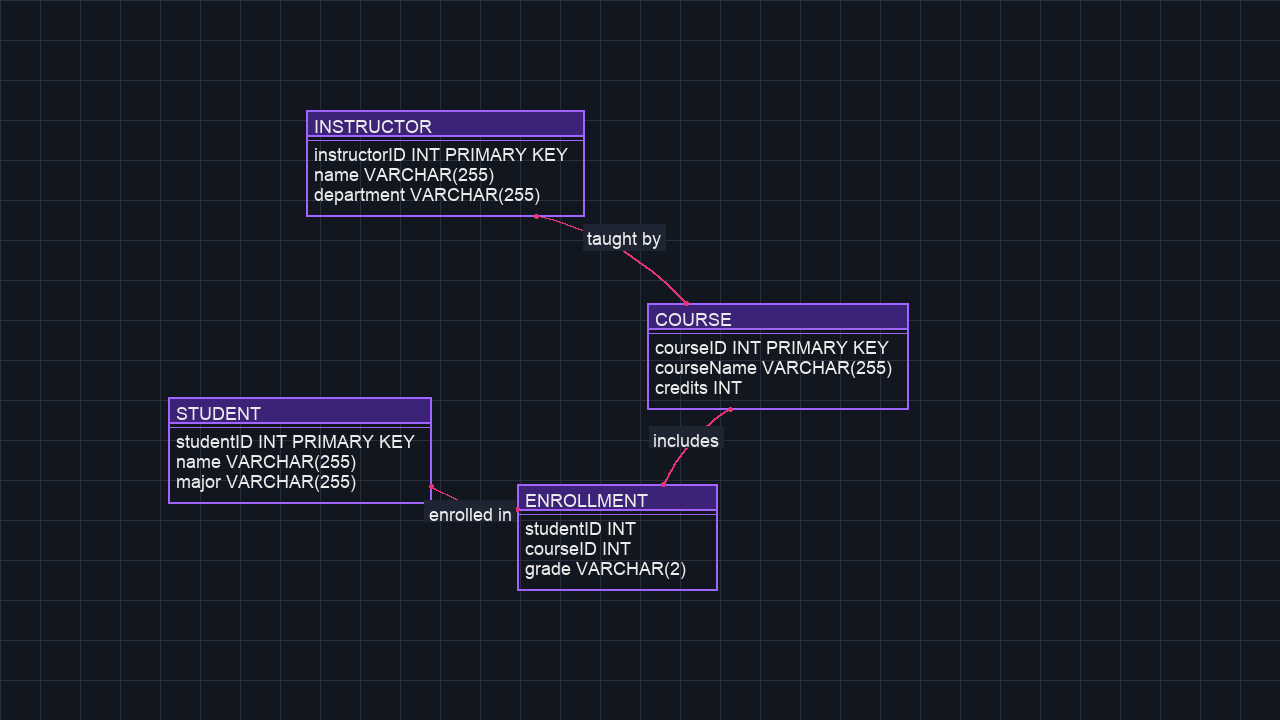 INSTRUCTOR
instructorID INT PRIMARY KEY
name VARCHAR(255)
department VARCHAR(255)
taught by
COURSE
courseID INT PRIMARY KEY
courseName VARCHAR(255)
credits INT
includes
STUDENT
studentID INT PRIMARY KEY
name VARCHAR(255)
major VARCHAR(255)
enrolled in
ENROLLMENT
studentID INT
courseID INT
grade VARCHAR(2)